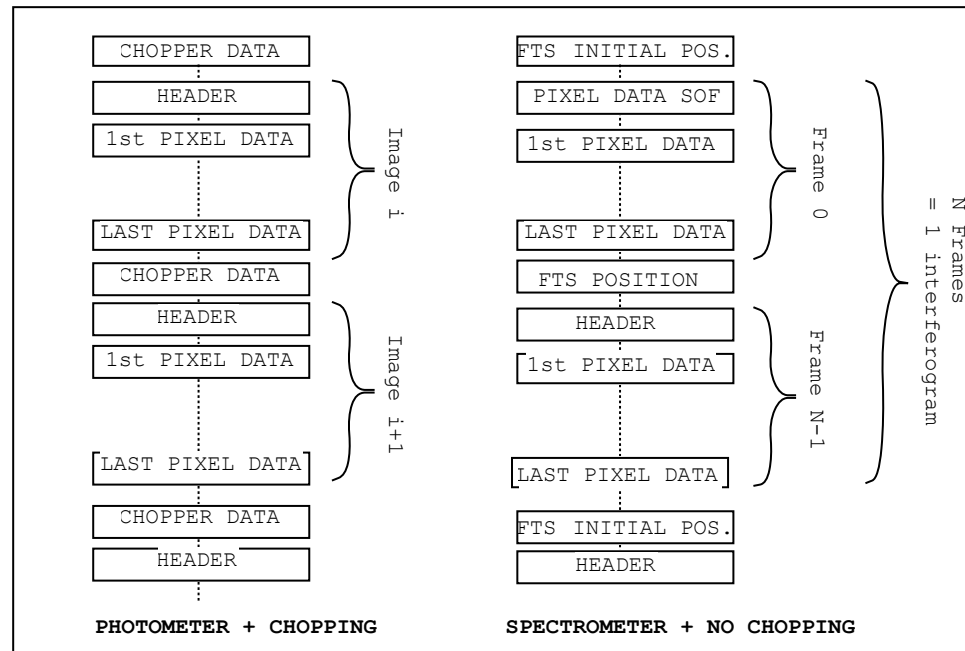 CHOPPER DATA
HEADER
1st PIXEL DATA
LAST PIXEL DATA
Image i
CHOPPER DATA
HEADER
1st PIXEL DATA
LAST PIXEL DATA
Image i+1
CHOPPER DATA
HEADER
PHOTOMETER + CHOPPING
FTS INITIAL POS.
PIXEL DATA SOF
1st PIXEL DATA
LAST PIXEL DATA
Frame 0
FTS POSITION
HEADER
1st PIXEL DATA
LAST PIXEL DATA
Frame N-1
N Frames
= 1 interferogram
FTS INITIAL POS.
HEADER
SPECTROMETER + NO CHOPPING